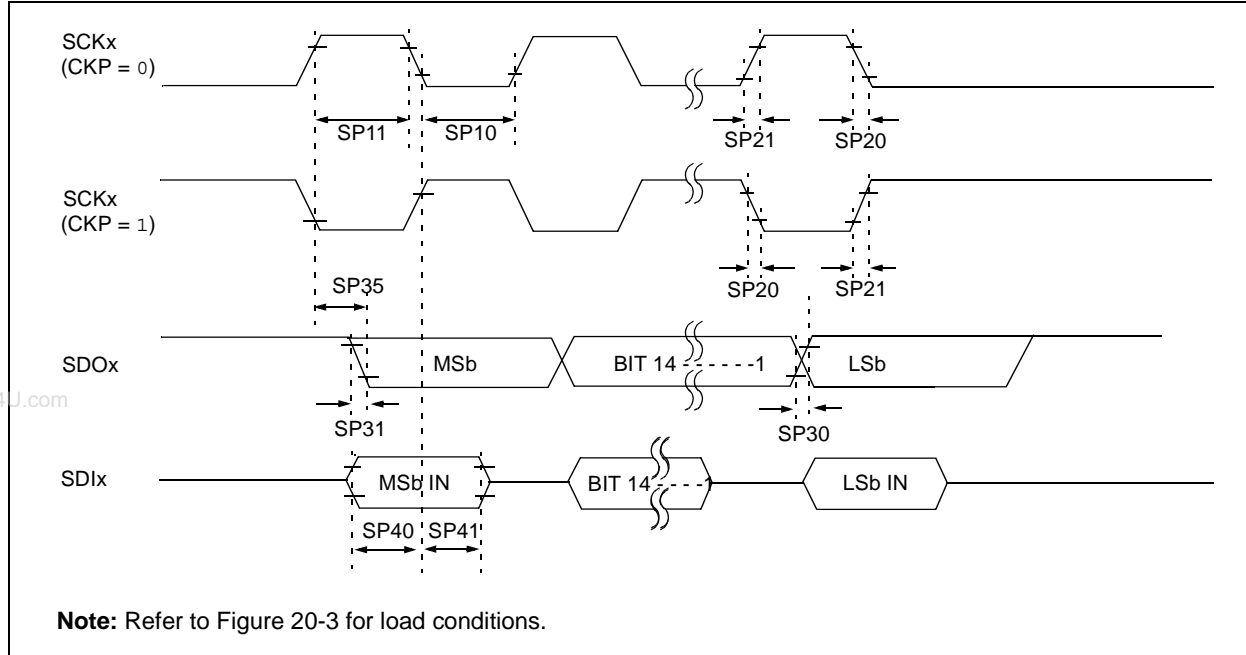 SCKx
(CKP = 0)
SP11
SP10
SP21
SP20
SCKx
(CKP = 1)
SP35
SP20
SP21
SDOx
MSb
BIT 14 - - - - - -1
LSb
4U.com
SP31
SP30
SDIx
MSb IN
BIT 14 - - - -1
LSb IN
SP40
SP41
Note: Refer to Figure 20-3 for load conditions.